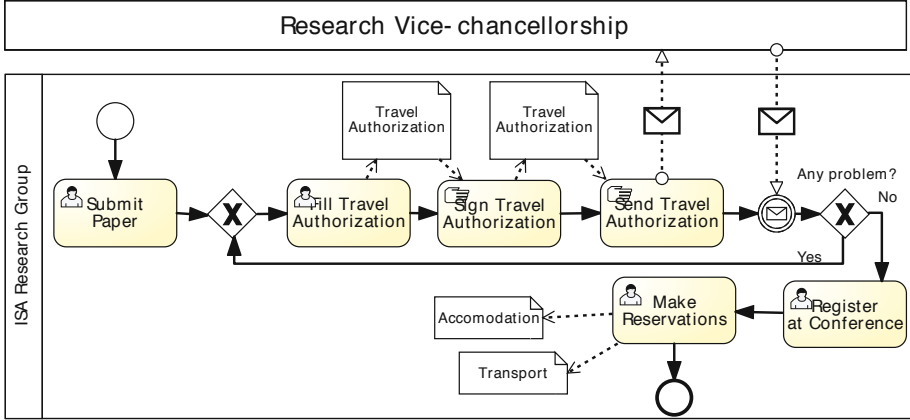 Research Vice- chancellorship
ISA Research Group
Travel
Authorization
Travel
Authorization
Submit
Paper
Fill Travel
Authorization
Sign Travel
Authorization
Send Travel
Authorization
Any problem?
No
Yes
Accomodation
Make
Reservations
Register
at Conference
Transport